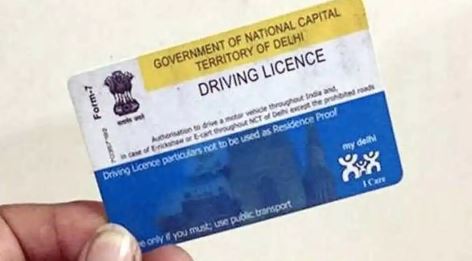 GOVERNMENT OF NATIONAL CAPITAL
TERRITORY OF DELHI
Form-7
DRIVING LICENCE
Authorisation to drive a motor vehicle throughout India and,
in case of E-rickshaw or E-cart throughout NCT of Delhi except the prohibited roads
Driving Licence particulars not to be used as Residence Proof
my delhi
I Care
e only if you must; use public transport